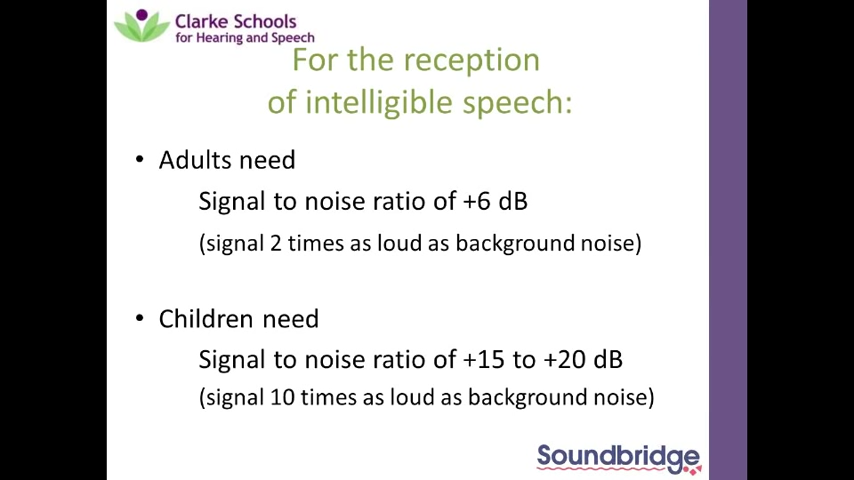 Clarke Schools
for Hearing and Speech
For the reception
of intelligible speech:
• Adults need
Signal to noise ratio of +6 dB
(signal 2 times as loud as background noise)
• Children need
Signal to noise ratio of +15 to +20 dB
(signal 10 times as loud as background noise)
Soundbridge